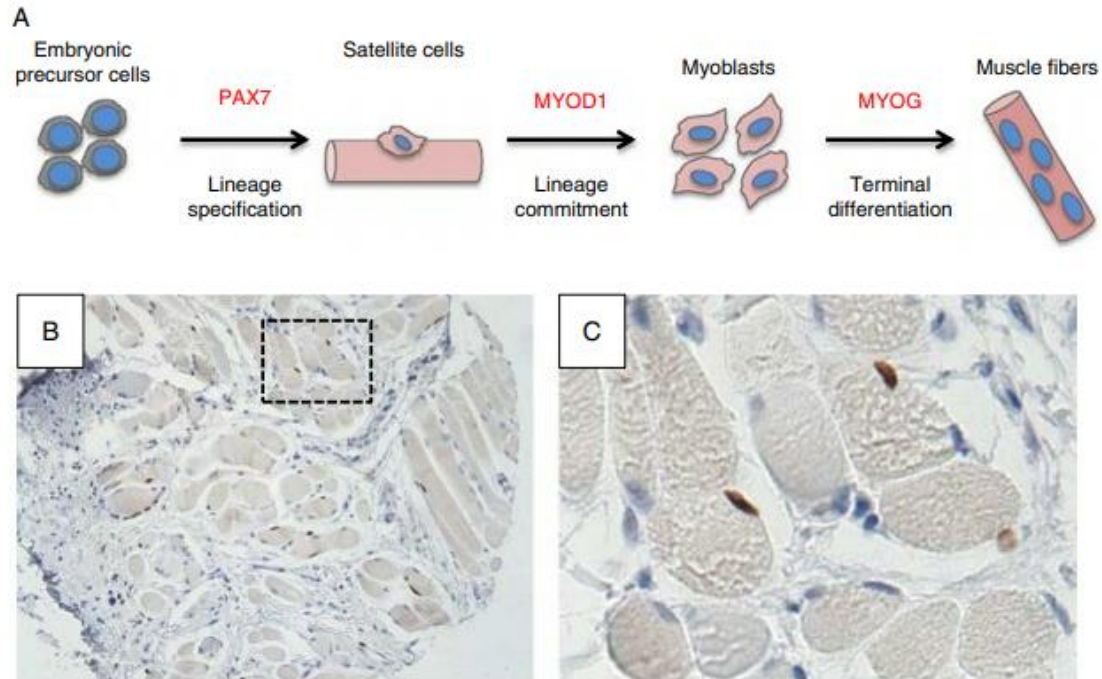 A
Embryonic
precursor cells
Satellite cells
Myoblasts
Muscle fibers
PAX7
MYOD1
MYOG
Lineage
specification
Lineage
commitment
Terminal
differentiation
B
C